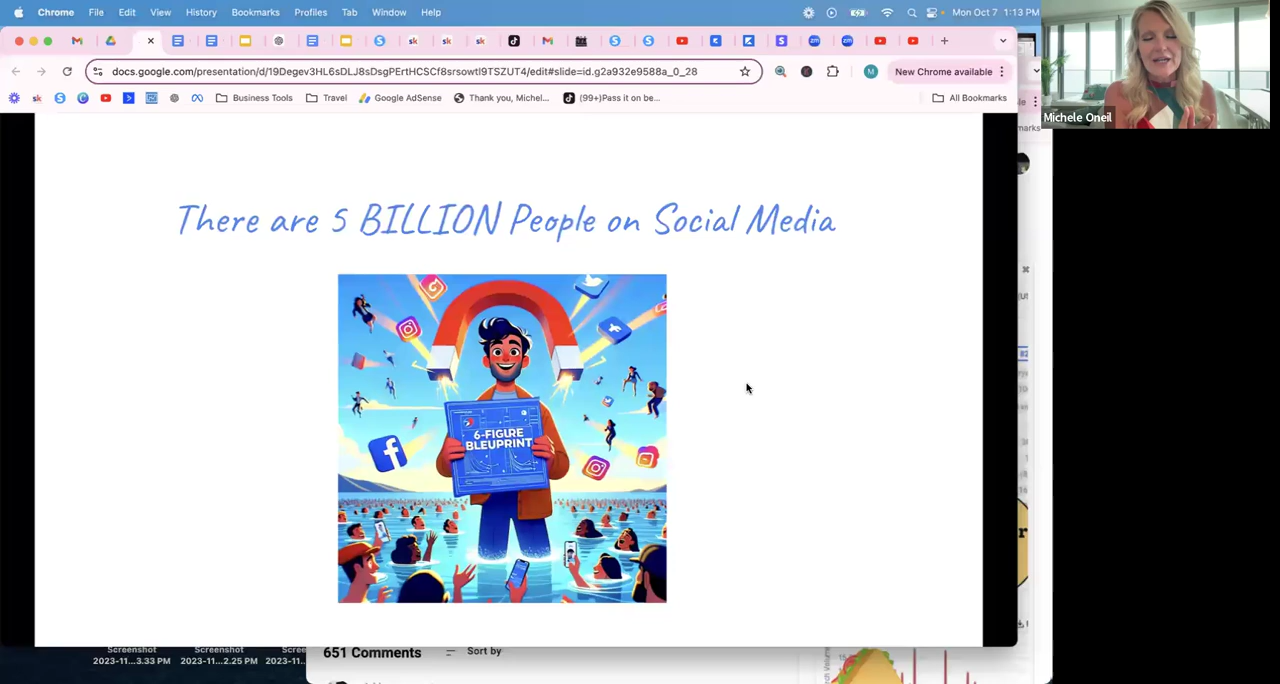 Chrome File Edit View History Bookmarks Profiles Tab Window Help Mon Oct 7 1:13 PM
docs.google.com/presentation/d/19Degev3HL6sDLJ8sDsgPErtHCSCf8srsowtl9TSZUT4/edit#slide=id.g2a932e9588a_0_28
New Chrome available
Business Tools Travel Google AdSense Thank you, Michel... (99+)Pass it on be... All Bookmarks
Michele Oneil
There are 5 BILLION People on Social Media
6-FIGURE
BLEUPRINT
651 Comments Sort by
Screenshot Screenshot
2023-11...3.33 PM 2023-11...2.25 PM 2023-11...